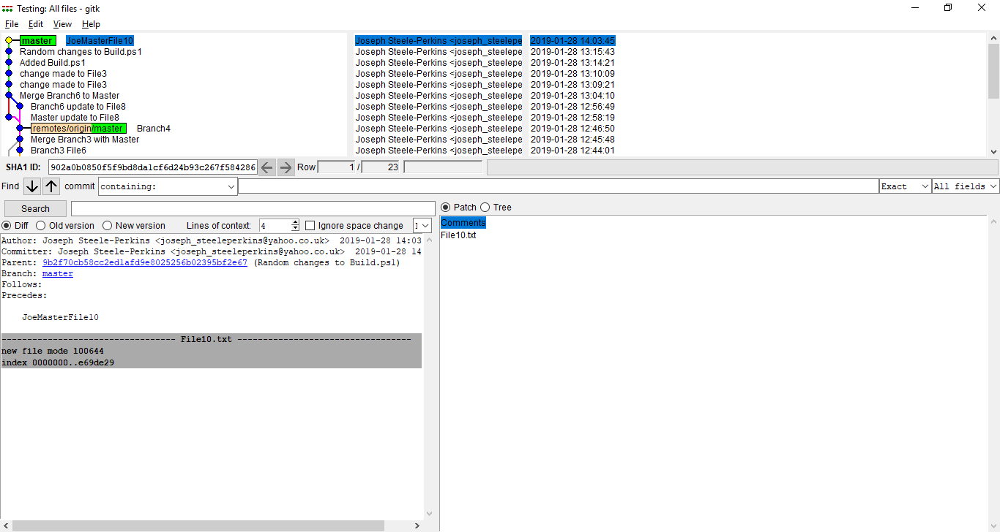 Testing: All files - gitk
File Edit View Help
master JoeMasterFile10 Joseph Steele-Perkins <joseph_steelepe 2019-01-28 14:03:45
Random changes to Build.ps1 Joseph Steele-Perkins <joseph_steelepe 2019-01-28 13:15:43
Added Build.ps1 Joseph Steele-Perkins <joseph_steelepe 2019-01-28 13:14:21
change made to File3 Joseph Steele-Perkins <joseph_steelepe 2019-01-28 13:10:09
change made to File3 Joseph Steele-Perkins <joseph_steelepe 2019-01-28 13:09:21
Merge Branch6 to Master Joseph Steele-Perkins <joseph_steelepe 2019-01-28 13:04:10
Branch6 update to File8 Joseph Steele-Perkins <joseph_steelepe 2019-01-28 12:56:49
Master update to File8 Joseph Steele-Perkins <joseph_steelepe 2019-01-28 12:58:19
remotes/origin/master Branch4 Joseph Steele-Perkins <joseph_steelepe 2019-01-28 12:46:50
Merge Branch3 with Master Joseph Steele-Perkins <joseph_steelepe 2019-01-28 12:45:48
Branch3 File6 Joseph Steele-Perkins <joseph_steelepe 2019-01-28 12:44:01
SHA1 ID: 902a0b0850f5f9bd8da1cf6d24b93c267f584286 Row 1 / 23
Find commit containing: Exact All fields
Search
Patch Tree
Diff Old version New version Lines of context: 4 Ignore space change
Comments
File10.txt
Author: Joseph Steele-Perkins <joseph_steeleperkins@yahoo.co.uk> 2019-01-28 14:03
Committer: Joseph Steele-Perkins <joseph_steeleperkins@yahoo.co.uk> 2019-01-28 14
Parent: 9b2f70cb58cc2ed1afd9e8025256b02395bf2e67 (Random changes to Build.ps1)
Branch: master
Follows:
Precedes:
JoeMasterFile10
---------------------------------- File10.txt ----------------------------------
new file mode 100644
index 0000000..e69de29